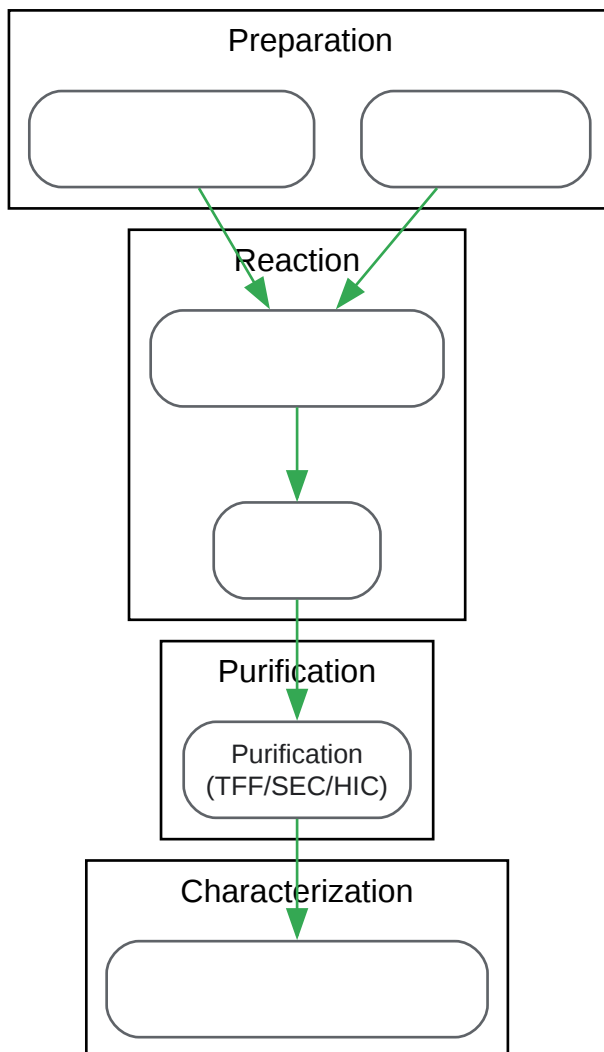 Preparation
Reaction
Purification
Purification
(TFF/SEC/HIC)
Characterization